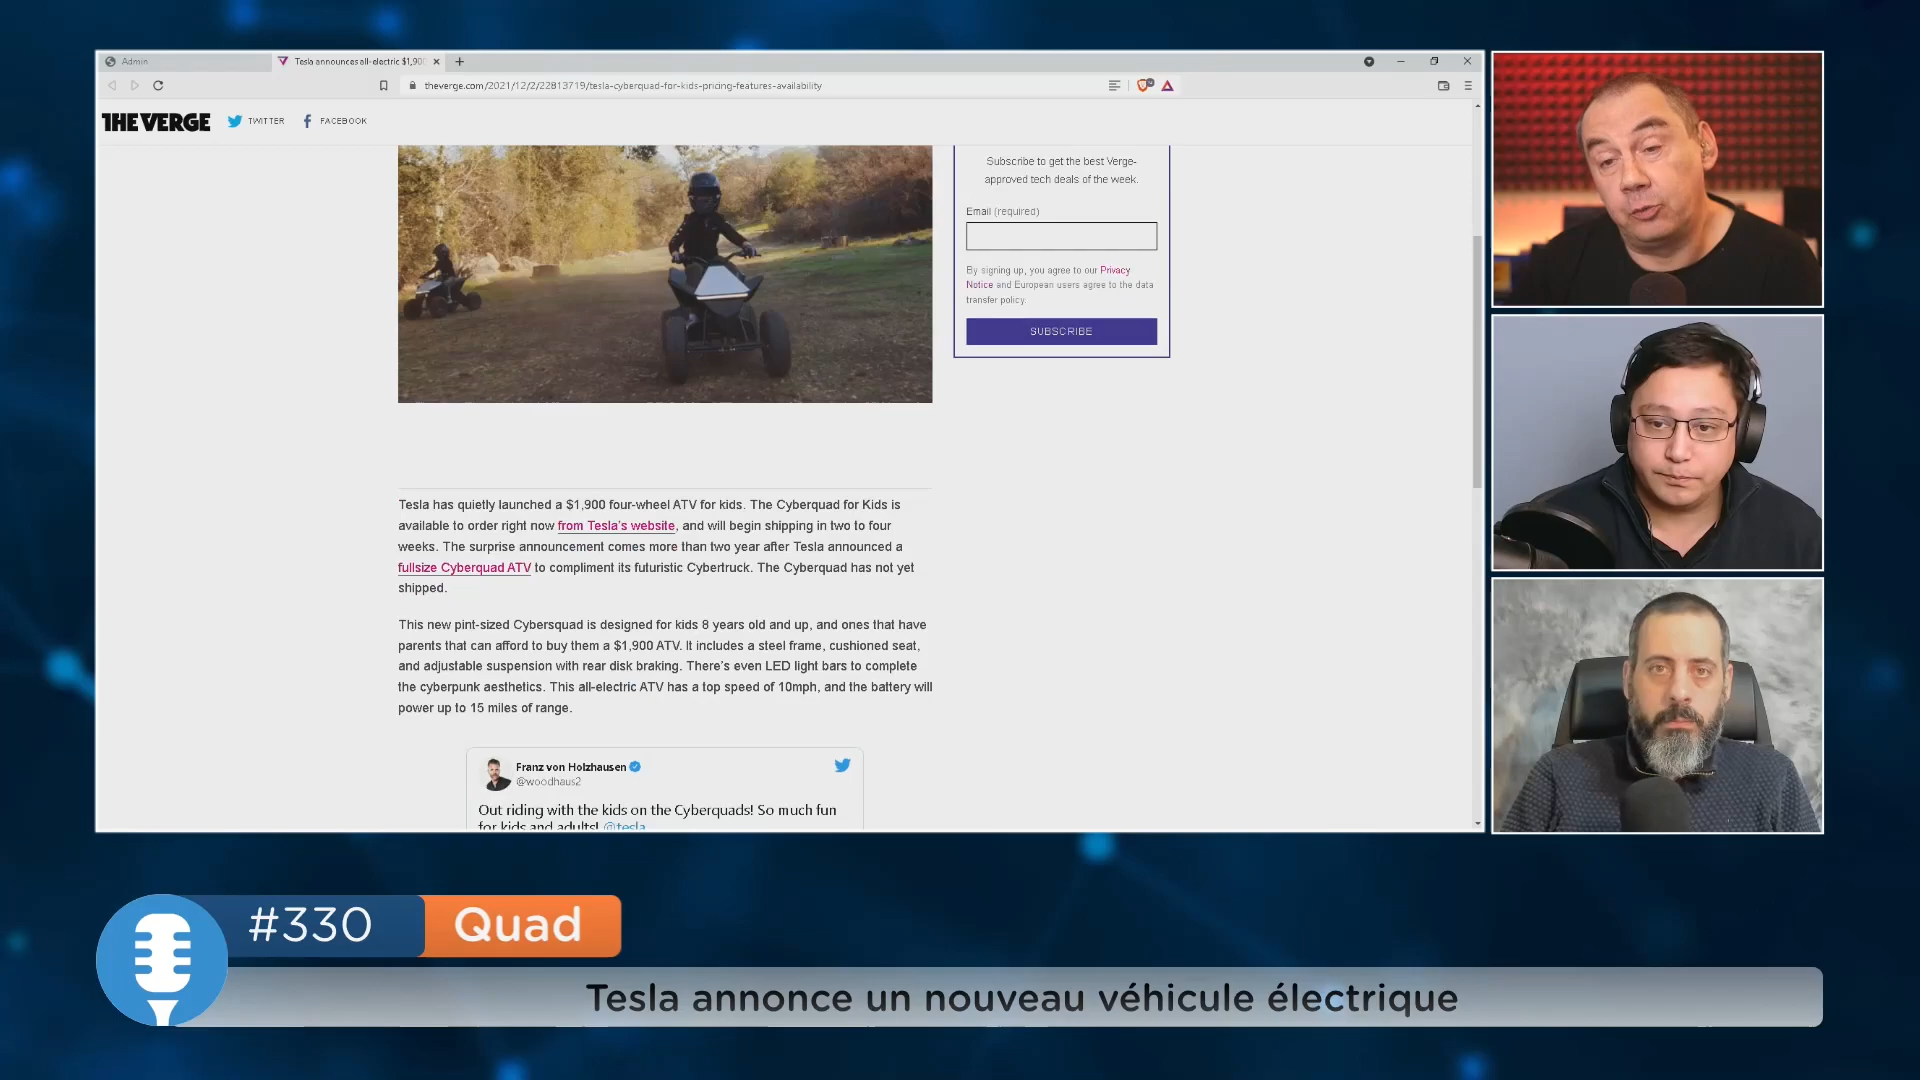 Admin
Tesla announces all-electric $1,90
theverge.com/2021/12/2/22813719/tesla-cyberquad-for-kids-pricing-features-availability
THE VERGE
TWITTER
FACEBOOK
Subscribe to get the best Verge-
approved tech deals of the week.
Email (required)
By signing up, you agree to our Privacy
Notice and European users agree to the data
transfer policy.
SUBSCRIBE
Tesla has quietly launched a $1,900 four-wheel ATV for kids. The Cyberquad for Kids is
available to order right now from Tesla's website, and will begin shipping in two to four
weeks. The surprise announcement comes more than two year after Tesla announced a
fullsize Cyberquad ATV to compliment its futuristic Cybertruck. The Cyberquad has not yet
shipped.
This new pint-sized Cybersquad is designed for kids 8 years old and up, and ones that have
parents that can afford to buy them a $1,900 ATV. It includes a steel frame, cushioned seat,
and adjustable suspension with rear disk braking. There's even LED light bars to complete
the cyberpunk aesthetics. This all-electric ATV has a top speed of 10mph, and the battery will
power up to 15 miles of range.
Franz von Holzhausen
@woodhaus2
Out riding with the kids on the Cyberquads! So much fun
for kids and adults! @tesla
#330
Quad
Tesla annonce un nouveau véhicule électrique